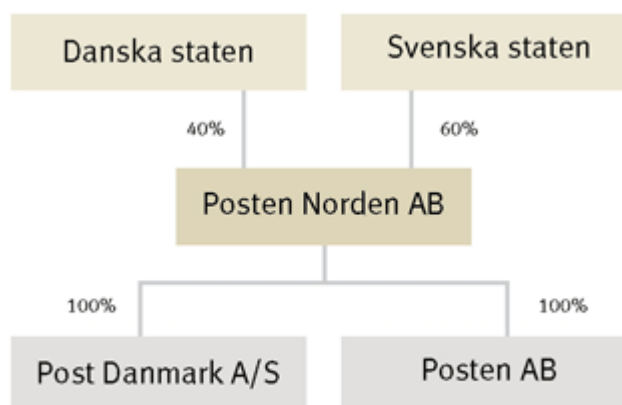 Danska staten
Svenska staten
40%
60%
Posten Norden AB
100%
100%
Post Danmark A/S
Posten AB